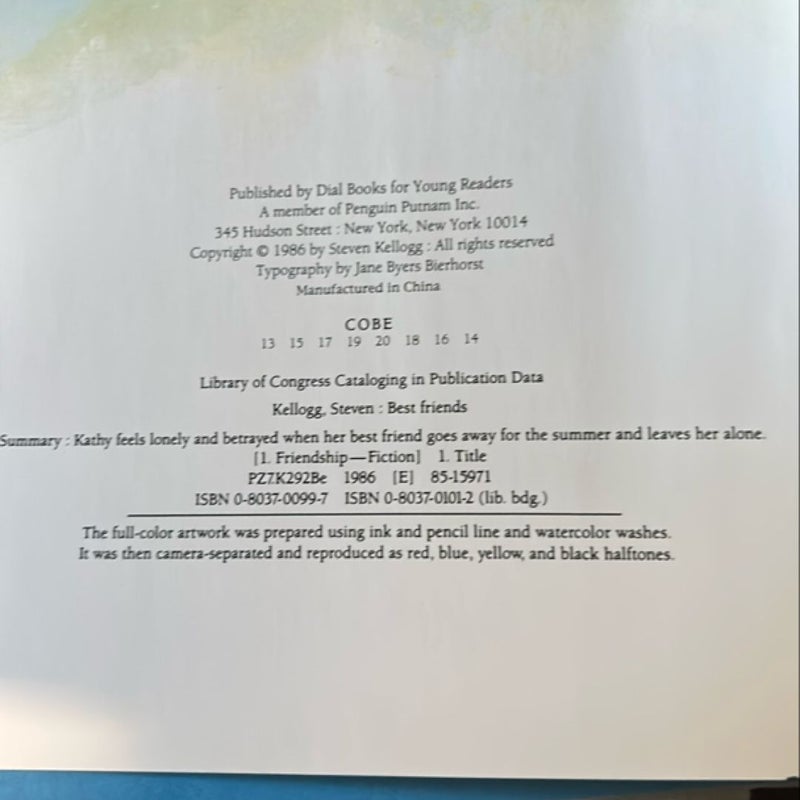 Published by Dial Books for Young Readers
A member of Penguin Putnam Inc.
345 Hudson Street : New York, New York 10014
Copyright © 1986 by Steven Kellogg : All rights reserved
Typography by Jane Byers Bierhorst
Manufactured in China
COBE
13 15 17 19 20 18 16 14
Library of Congress Cataloging in Publication Data
Kellogg, Steven : Best friends
Summary : Kathy feels lonely and betrayed when her best friend goes away for the summer and leaves her alone.
[1. Friendship—Fiction] 1. Title
PZ7.K292Be 1986 [E] 85-15971
ISBN 0-8037-0099-7 ISBN 0-8037-0101-2 (lib. bdg.)
The full-color artwork was prepared using ink and pencil line and watercolor washes.
It was then camera-separated and reproduced as red, blue, yellow, and black halftones.